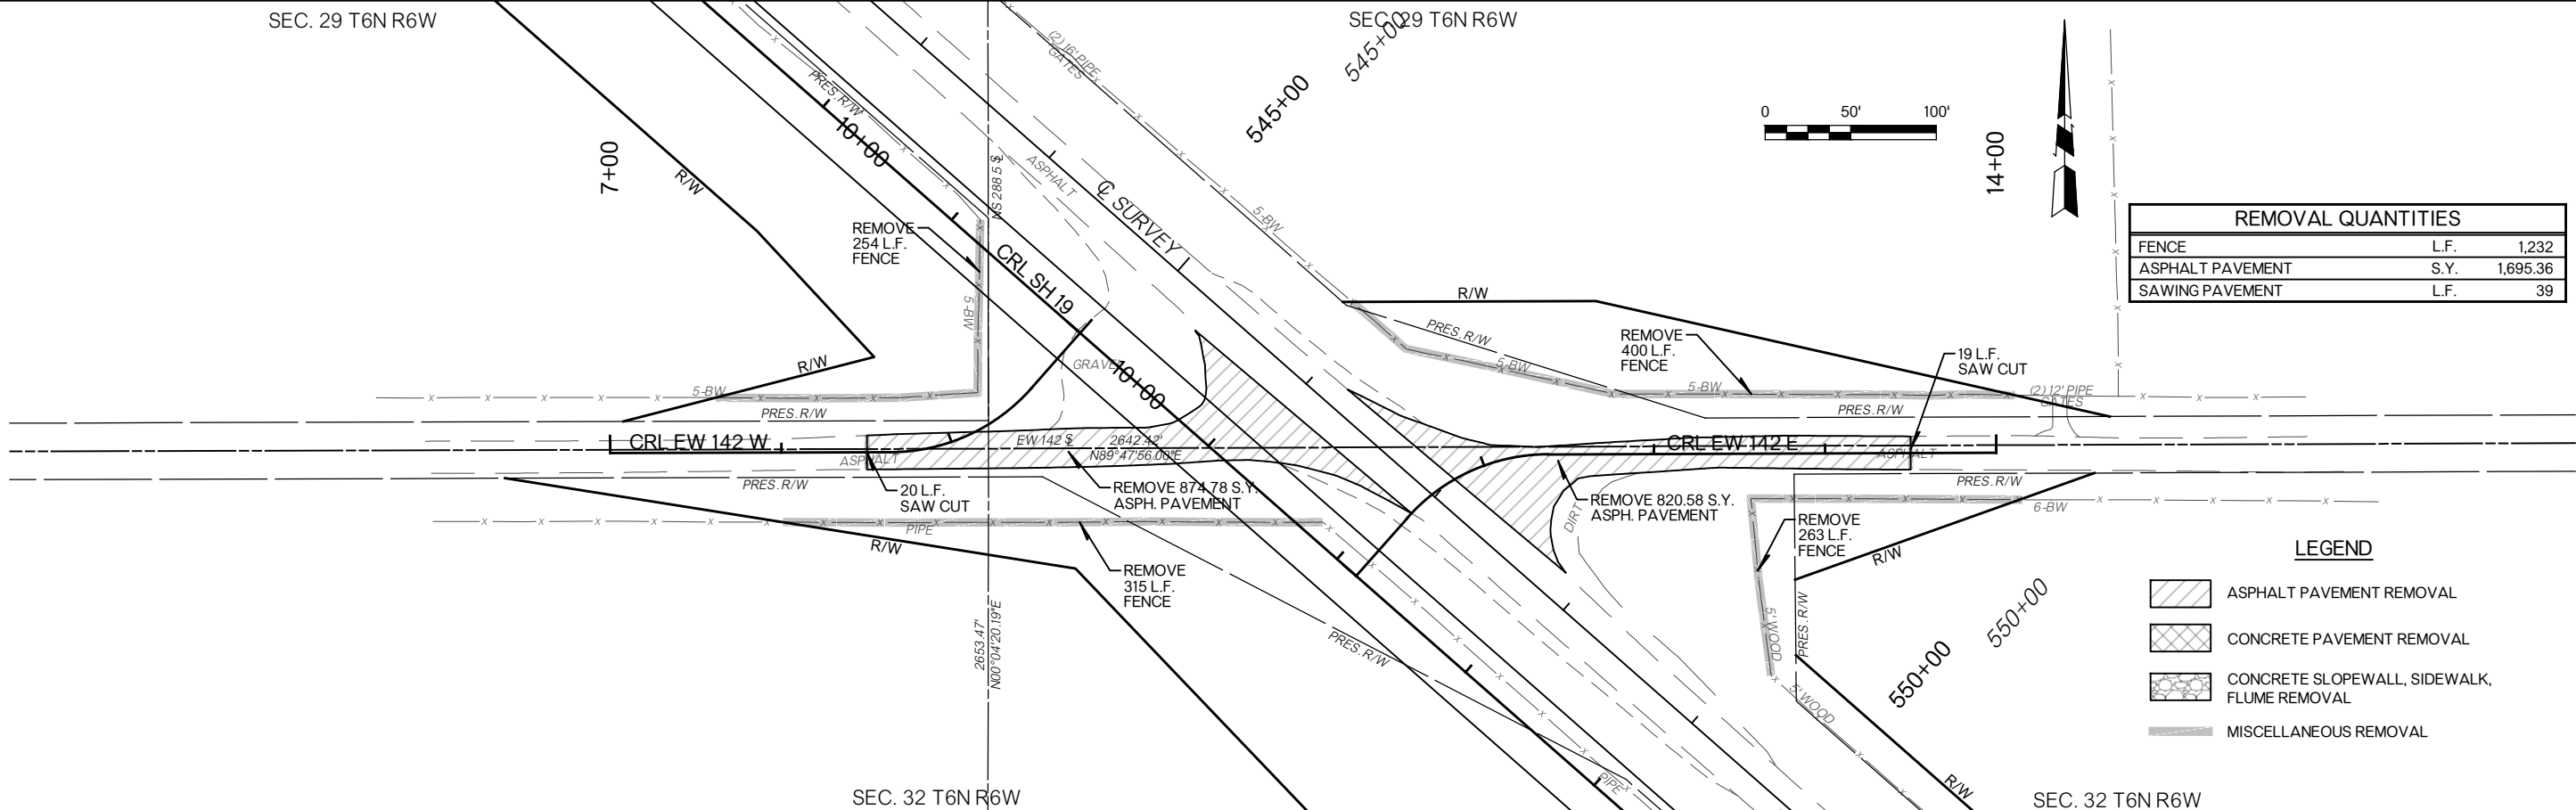 SEC. 29 T6N R6W
SEC. 29 T6N R6W
(2) 16' PIPE
GATES
545+00
545+00
PRES. R/W
10+00
7+00
R/W
MS 288 5 ℄
ASPHALT
℄ SURVEY
5-BW
0 50' 100'
14+00
REMOVAL QUANTITIES
FENCE L.F. 1,232
ASPHALT PAVEMENT S.Y. 1,695.36
SAWING PAVEMENT L.F. 39
REMOVE
254 L.F.
FENCE
CRL SH 19
5-BW
R/W
PRES. R/W
REMOVE
400 L.F.
FENCE
19 L.F.
SAW CUT
R/W
GRAVEL
10+00
5-BW
5-BW
5-BW
(2) 12' PIPE
GATES
PRES. R/W
PRES. R/W
CRL EW 142 W
EW 142 ℄
2642.42'
N89°47'56.00"E
CRL EW 142 E
ASPHALT
ASPHALT
PRES. R/W
20 L.F.
SAW CUT
REMOVE 874.78 S.Y.
ASPH. PAVEMENT
REMOVE 820.58 S.Y.
ASPH. PAVEMENT
PRES. R/W
6-BW
DIRT
PIPE
R/W
REMOVE
263 L.F.
FENCE
R/W
REMOVE
315 L.F.
FENCE
LEGEND
ASPHALT PAVEMENT REMOVAL
CONCRETE PAVEMENT REMOVAL
CONCRETE SLOPEWALL, SIDEWALK,
FLUME REMOVAL
MISCELLANEOUS REMOVAL
2653.47'
N00°04'20.19"E
PRES. R/W
5' WOOD
PRES. R/W
5' WOOD
550+00
550+00
PIPE
R/W
SEC. 32 T6N R6W
SEC. 32 T6N R6W